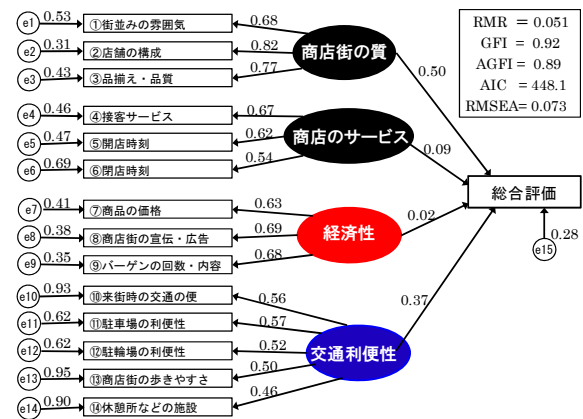 e1 0.53 ①街並みの雰囲気 0.68
e2 0.31 ②店舗の構成 0.82 商店街の質
e3 0.43 ③品揃え・品質 0.77
0.50
e4 0.46 ④接客サービス 0.67
e5 0.47 ⑤開店時刻 0.62 商店のサービス 0.09
e6 0.69 ⑥閉店時刻 0.54
e7 0.41 ⑦商品の価格 0.63
e8 0.38 ⑧商店街の宣伝・広告 0.69 経済性 0.02
e9 0.35 ⑨バーゲンの回数・内容 0.68
e10 0.93 ⑩来街時の交通の便 0.56
e11 0.62 ⑪駐車場の利便性 0.57
e12 0.62 ⑫駐輪場の利便性 0.52 交通利便性 0.37
e13 0.95 ⑬商店街の歩きやすさ 0.50
e14 0.90 ⑭休憩所などの施設 0.46
総合評価
e15 0.28
RMR = 0.051
GFI = 0.92
AGFI = 0.89
AIC = 448.1
RMSEA= 0.073